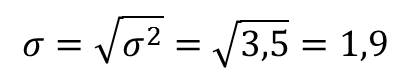 σ = √σ² = √3,5 = 1,9